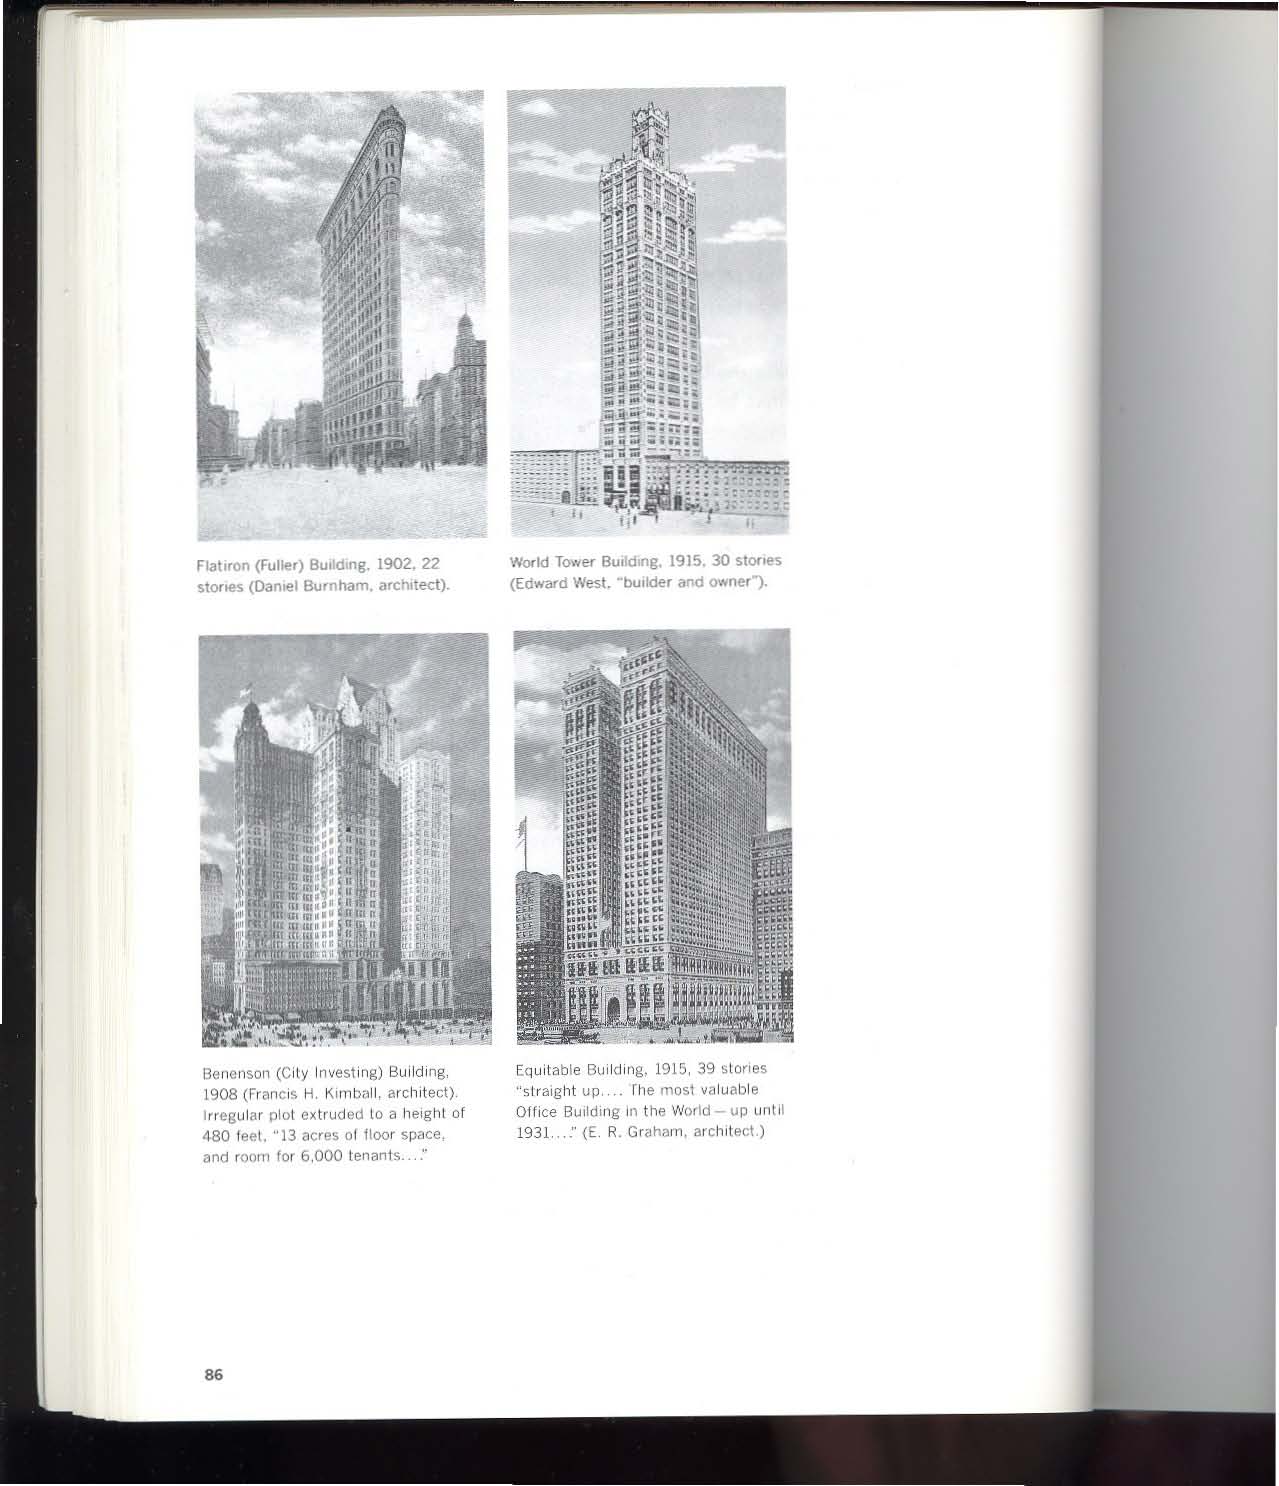 Flatiron (Fuller) Building, 1902, 22
stories (Daniel Burnham, architect).
World Tower Building, 1915, 30 stories
(Edward West, “builder and owner”).
Benenson (City Investing) Building,
1908 (Francis H. Kimball, architect).
Irregular plot extruded to a height of
480 feet, “13 acres of floor space,
and room for 6,000 tenants....”
Equitable Building, 1915, 39 stories
“straight up.... The most valuable
Office Building in the World — up until
1931....” (E. R. Graham, architect.)
86